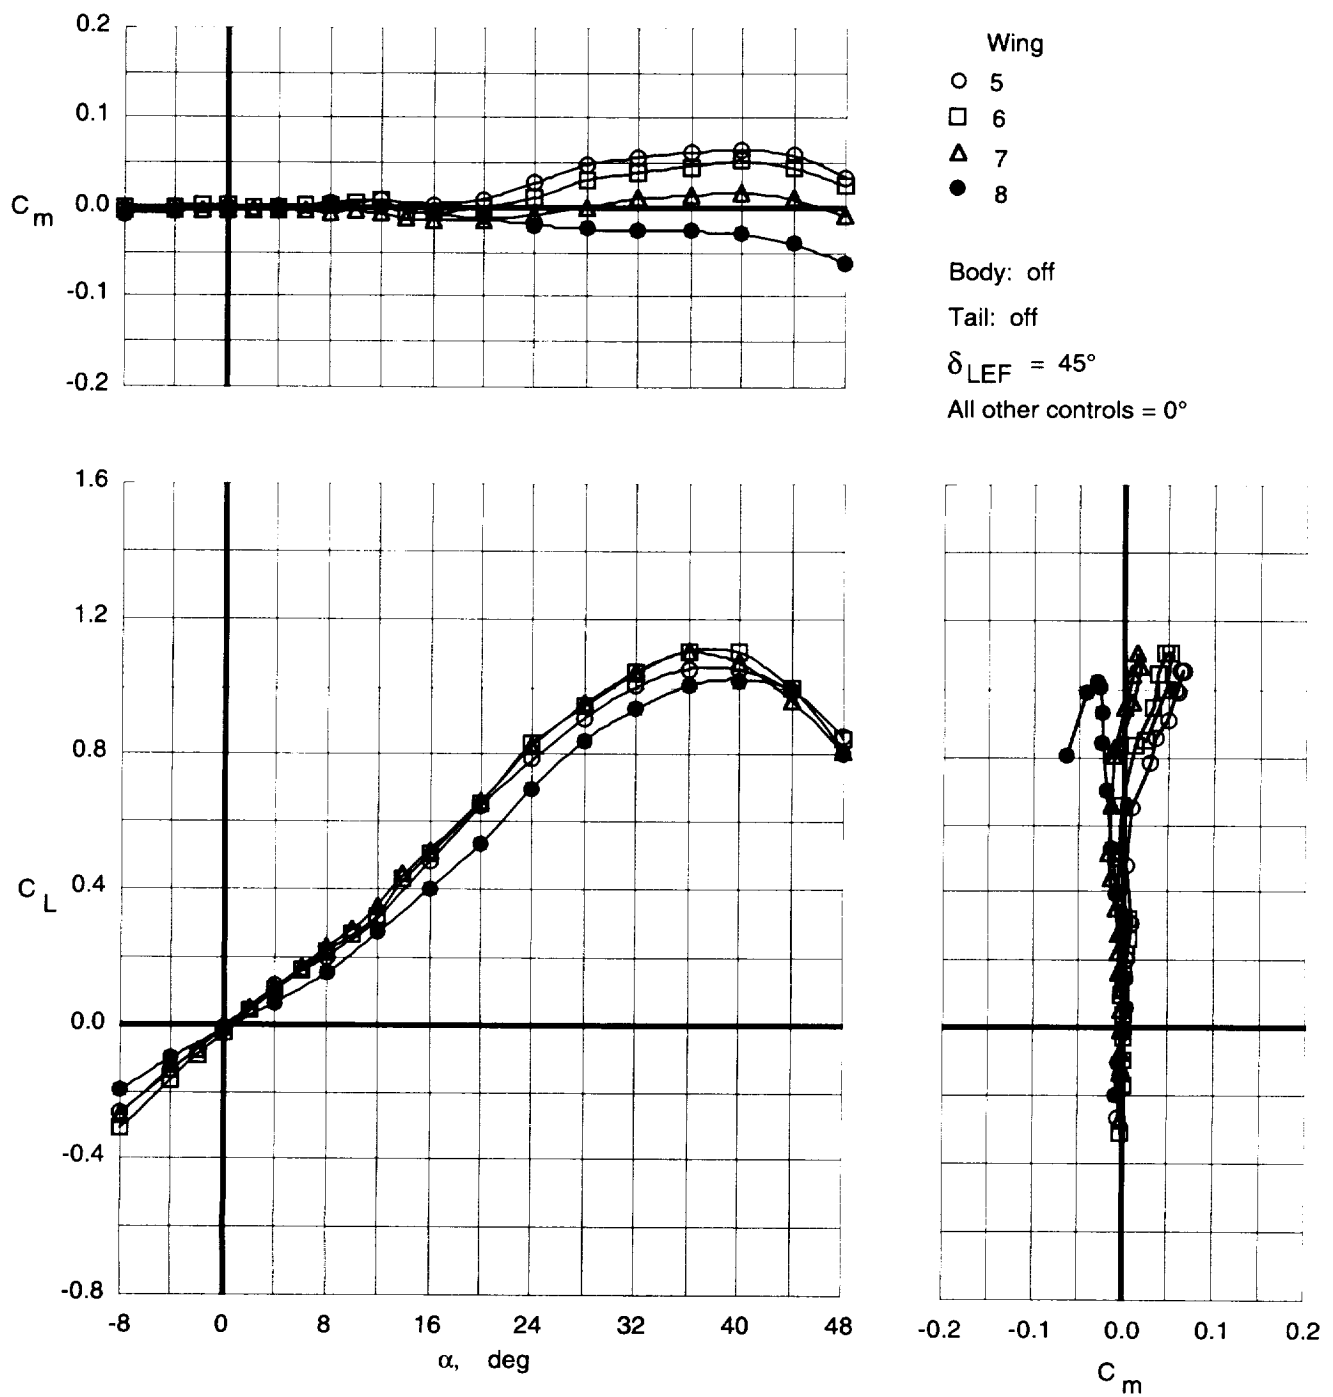 0.2
0.1
C m 0.0
-0.1
-0.2
Wing
5
6
7
8
Body: off
Tail: off
δ LEF = 45°
All other controls = 0°
1.6
1.2
0.8
C L 0.4
0.0
-0.4
-0.8
-8 0 8 16 24 32 40 48
α, deg
-0.2 -0.1 0.0 0.1 0.2
C m